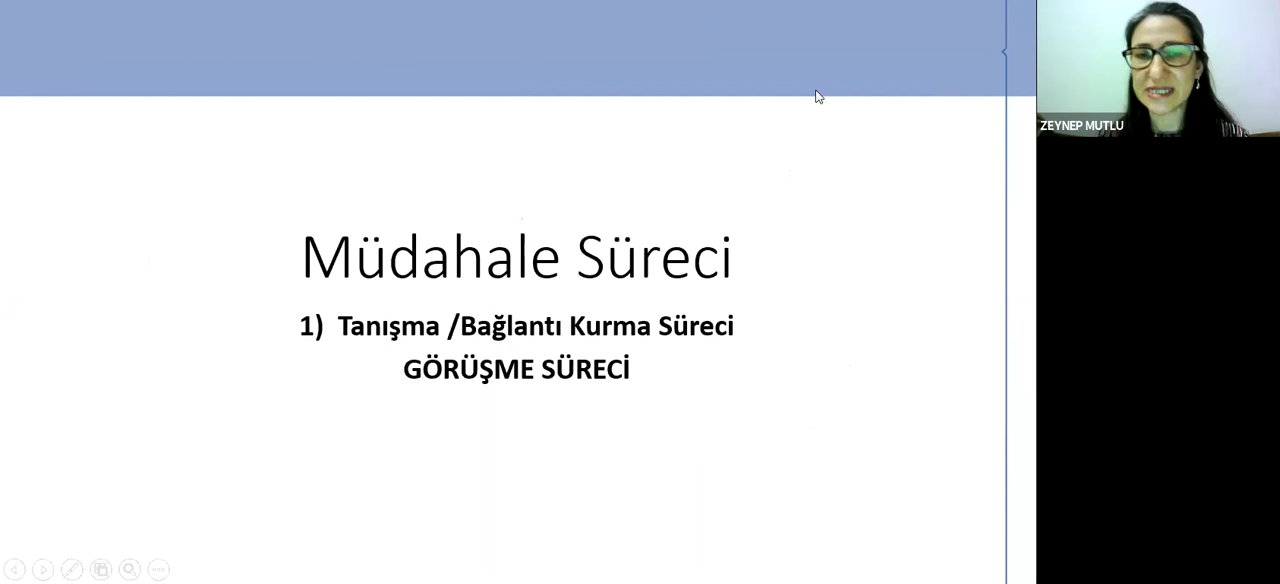 Müdahale Süreci
1) Tanışma /Bağlantı Kurma Süreci
GÖRÜŞME SÜRECİ
ZEYNEP MUTLU